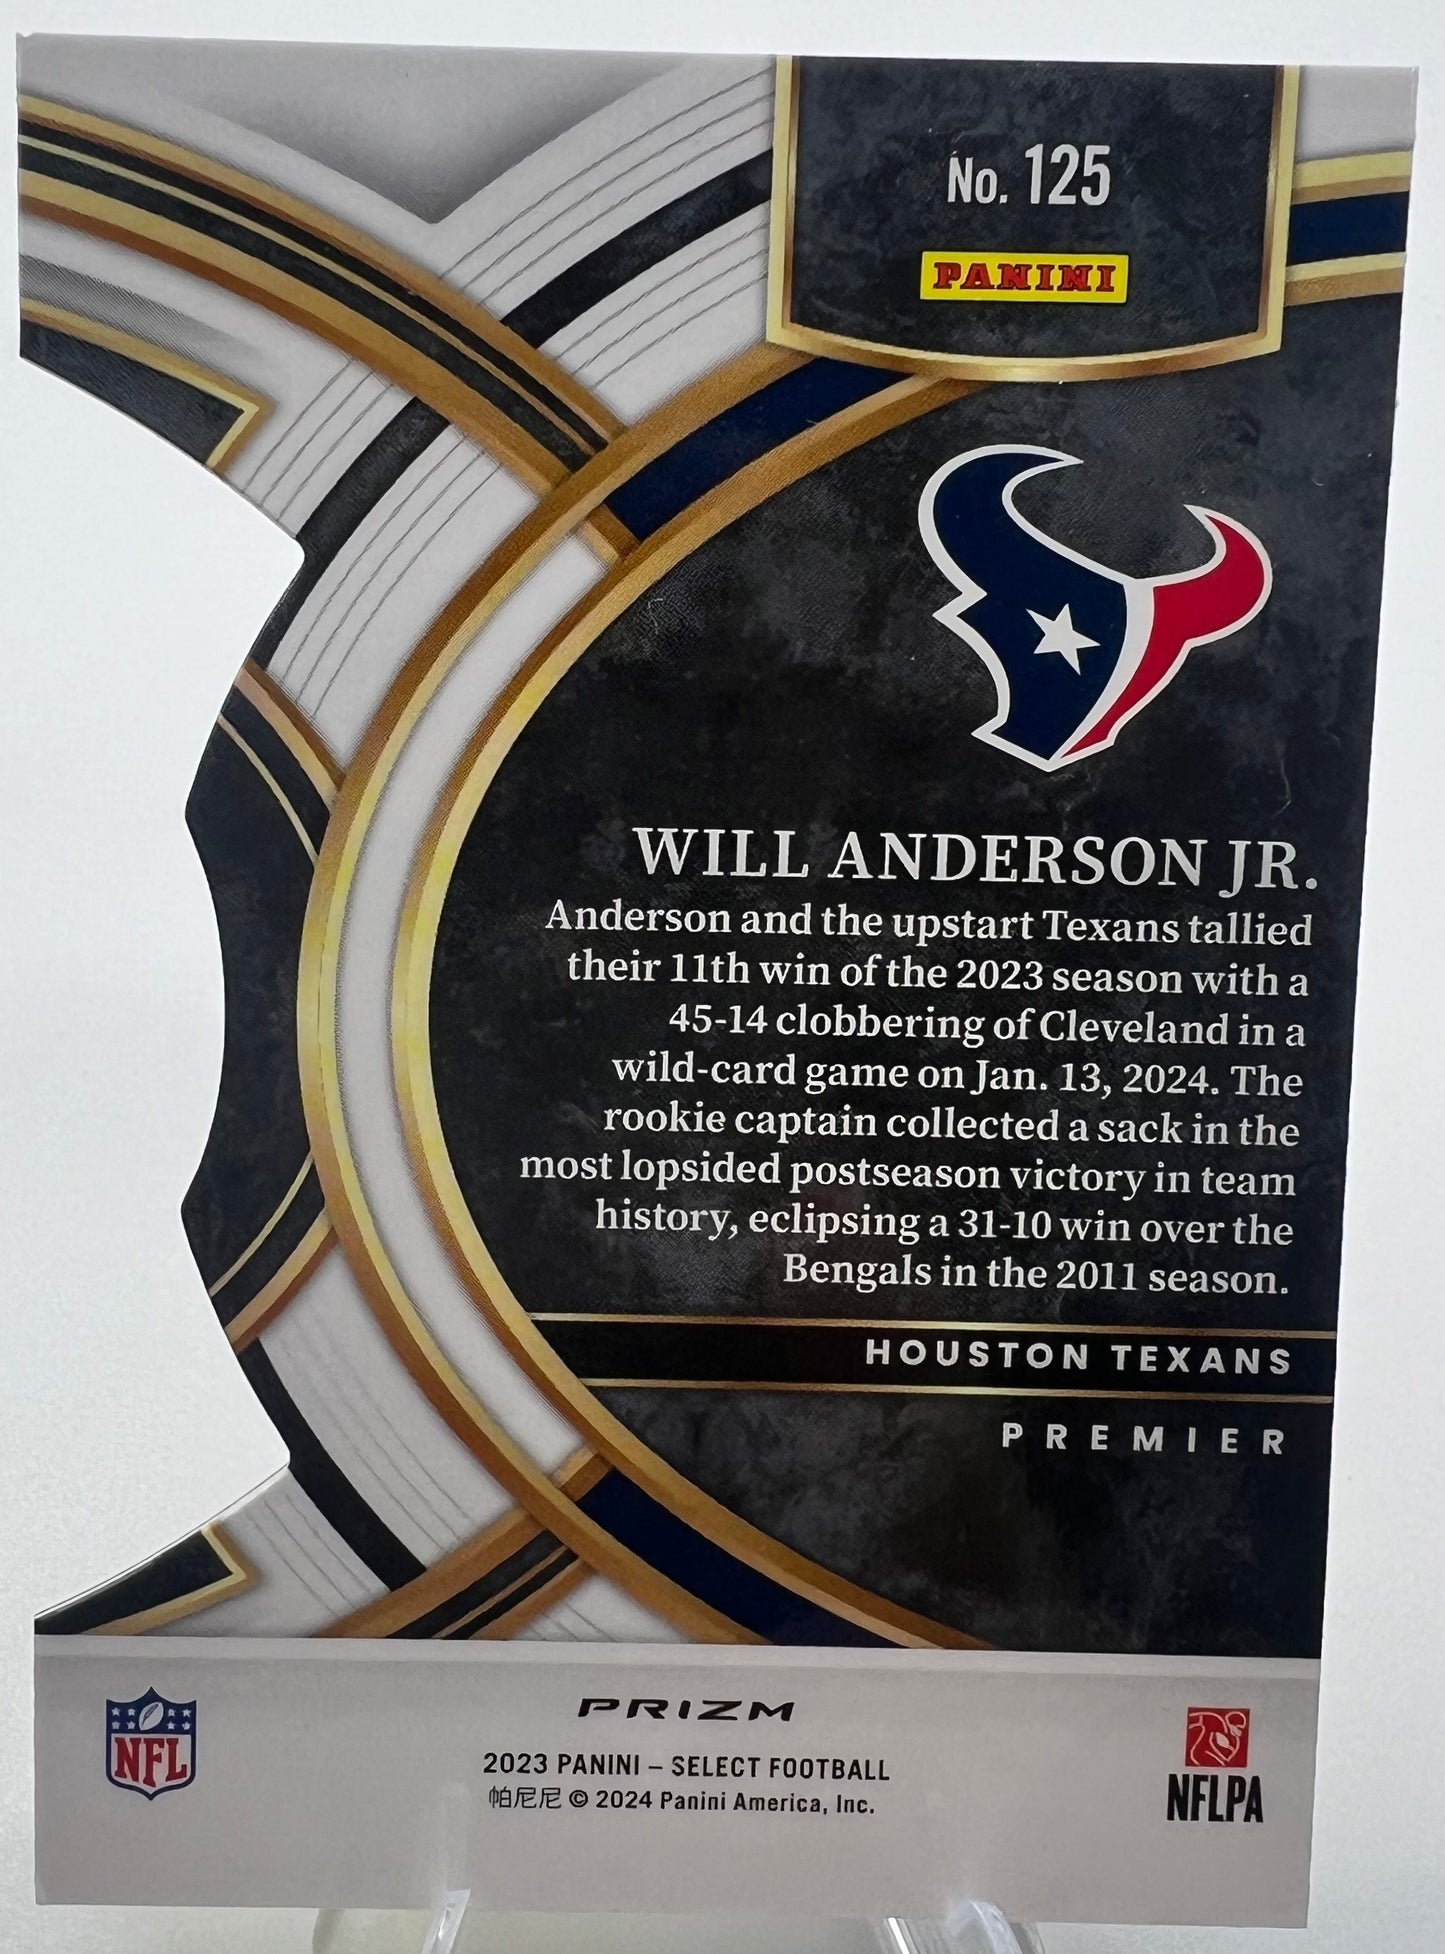 No. 125
PANINI
WILL ANDERSON JR.
Anderson and the upstart Texans tallied
their 11th win of the 2023 season with a
45-14 clobbering of Cleveland in a
wild-card game on Jan. 13, 2024. The
rookie captain collected a sack in the
most lopsided postseason victory in team
history, eclipsing a 31-10 win over the
Bengals in the 2011 season.
HOUSTON TEXANS
PREMIER
NFL
PRIZM
2023 PANINI – SELECT FOOTBALL
帕尼尼 © 2024 Panini America, Inc.
NFLPA